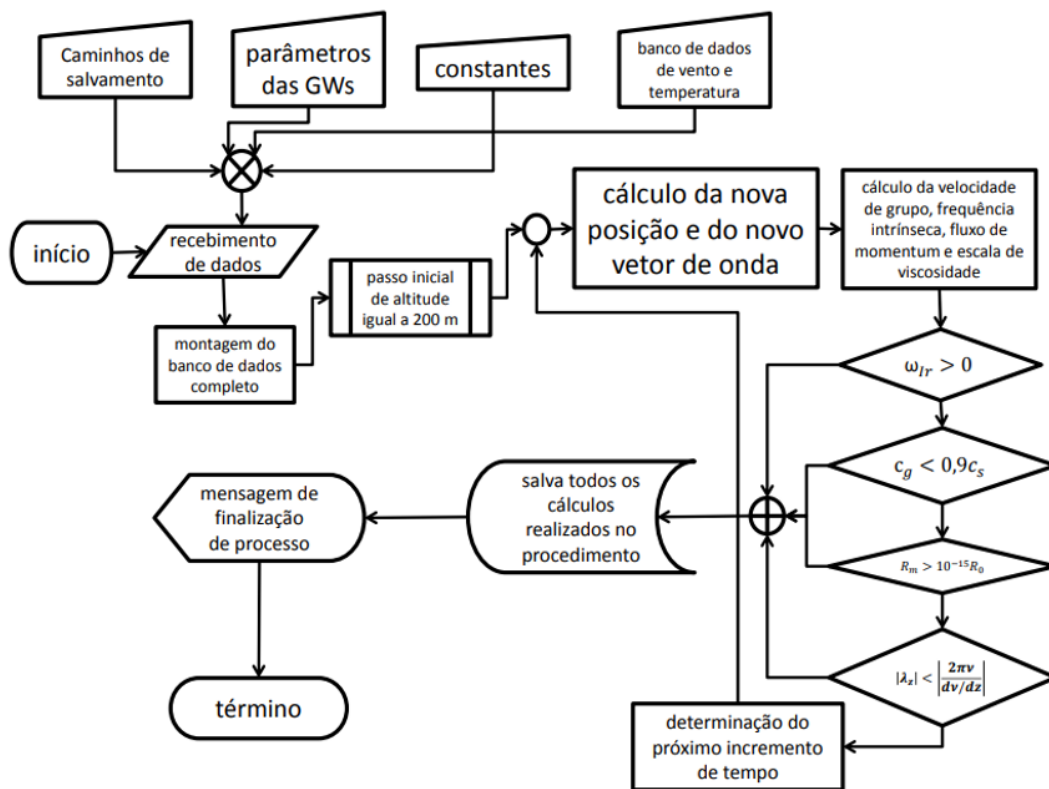 Caminhos de
salvamento
parâmetros
das GWs
constantes
banco de dados
de vento e
temperatura
início
recebimento
de dados
montagem do
banco de dados
completo
passo inicial
de altitude
igual a 200 m
cálculo da nova
posição e do novo
vetor de onda
cálculo da velocidade
de grupo, frequência
intrínseca, fluxo de
momentum e escala de
viscosidade
ω_{Ir} > 0
c_g < 0,9c_s
R_m > 10^{-15}R_0
|λ_z| < |2πν / dν/dz|
determinação do
próximo incremento
de tempo
salva todos os
cálculos
realizados no
procedimento
mensagem de
finalização
de processo
término